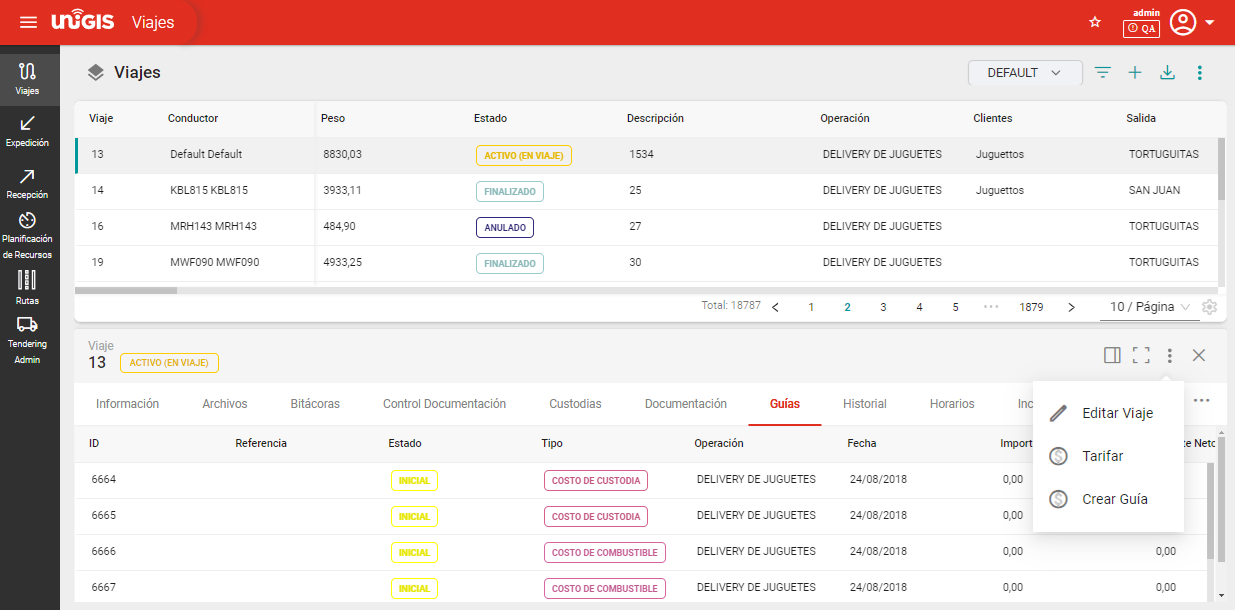 UNIGIS Viajes admin QA
Viajes
Expedición
Recepción
Planificación
de Recursos
Rutas
Tendering
Admin
Viajes DEFAULT
Viaje Conductor Peso Estado Descripción Operación Clientes Salida
13 Default Default 8830,03 ACTIVO (EN VIAJE) 1534 DELIVERY DE JUGUETES Juguettos TORTUGUITAS
14 KBL815 KBL815 3933,11 FINALIZADO 25 DELIVERY DE JUGUETES Juguettos SAN JUAN
16 MRH143 MRH143 484,90 ANULADO 27 DELIVERY DE JUGUETES TORTUGUITAS
19 MWF090 MWF090 4933,25 FINALIZADO 30 DELIVERY DE JUGUETES TORTUGUITAS
Total: 18787 < 1 2 3 4 5 ••• 1879 > 10 / Página
Viaje
13 ACTIVO (EN VIAJE)
Información Archivos Bitácoras Control Documentación Custodias Documentación Guías Historial Horarios Inc
Editar Viaje
Tarifar
Crear Guía
ID Referencia Estado Tipo Operación Fecha Import te Neto
6664 INICIAL COSTO DE CUSTODIA DELIVERY DE JUGUETES 24/08/2018 0,00
6665 INICIAL COSTO DE CUSTODIA DELIVERY DE JUGUETES 24/08/2018 0,00
6666 INICIAL COSTO DE COMBUSTIBLE DELIVERY DE JUGUETES 24/08/2018 0,00 0,00
6667 INICIAL COSTO DE COMBUSTIBLE DELIVERY DE JUGUETES 24/08/2018 0,00 0,00